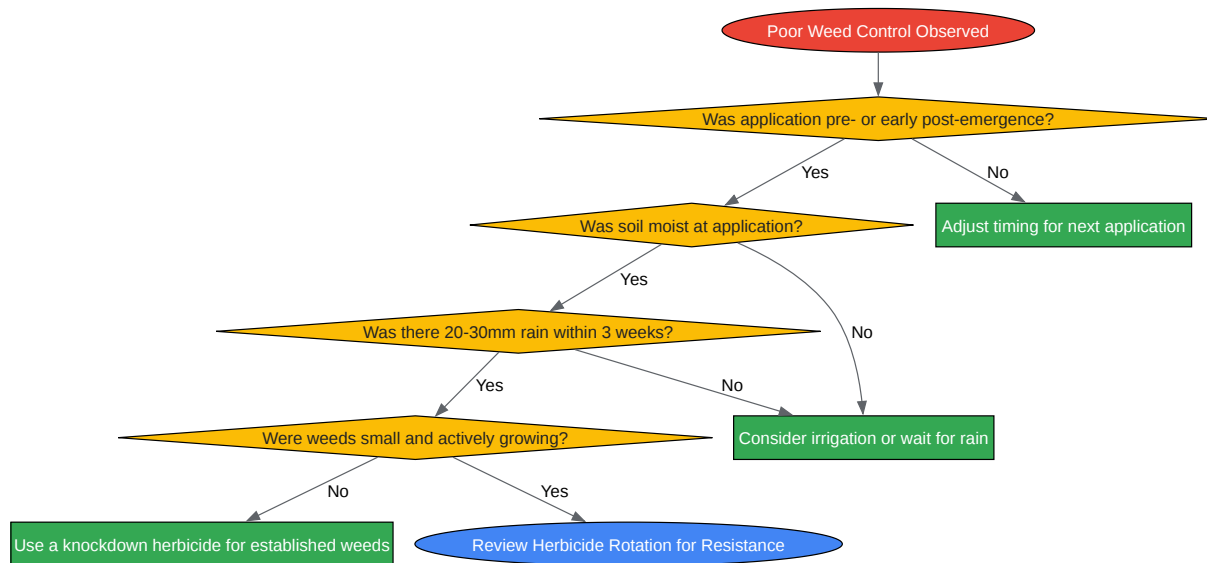 Poor Weed Control Observed
Was application pre- or early post-emergence?
Yes
No
Was soil moist at application?
Adjust timing for next application
Yes
No
Was there 20-30mm rain within 3 weeks?
Yes
No
Were weeds small and actively growing?
Consider irrigation or wait for rain
No
Yes
Use a knockdown herbicide for established weeds
Review Herbicide Rotation for Resistance